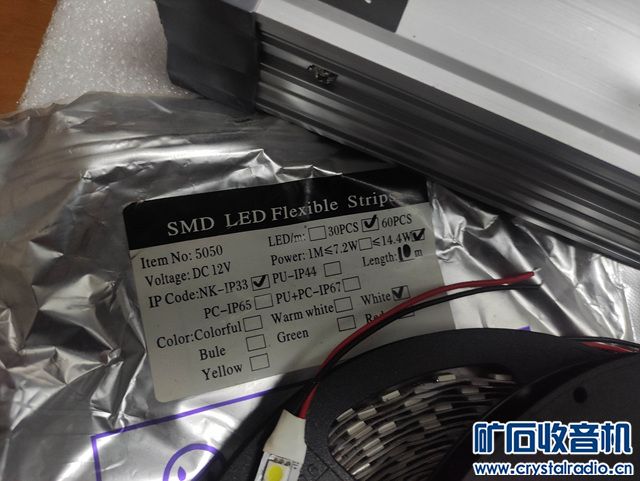 SMD LED Flexible Strips
Item No: 5050
LED/m: 30PCS 60PCS
Voltage: DC 12V
Power: 1M≤7.2W ≤14.4W
IP Code: NK-IP33 PU-IP44
Length: m
PC-IP65 PU+PC-IP67
Color: Colorful Warm white White
Bule Green
Yellow
矿石收音机
www.crystalradio.cn